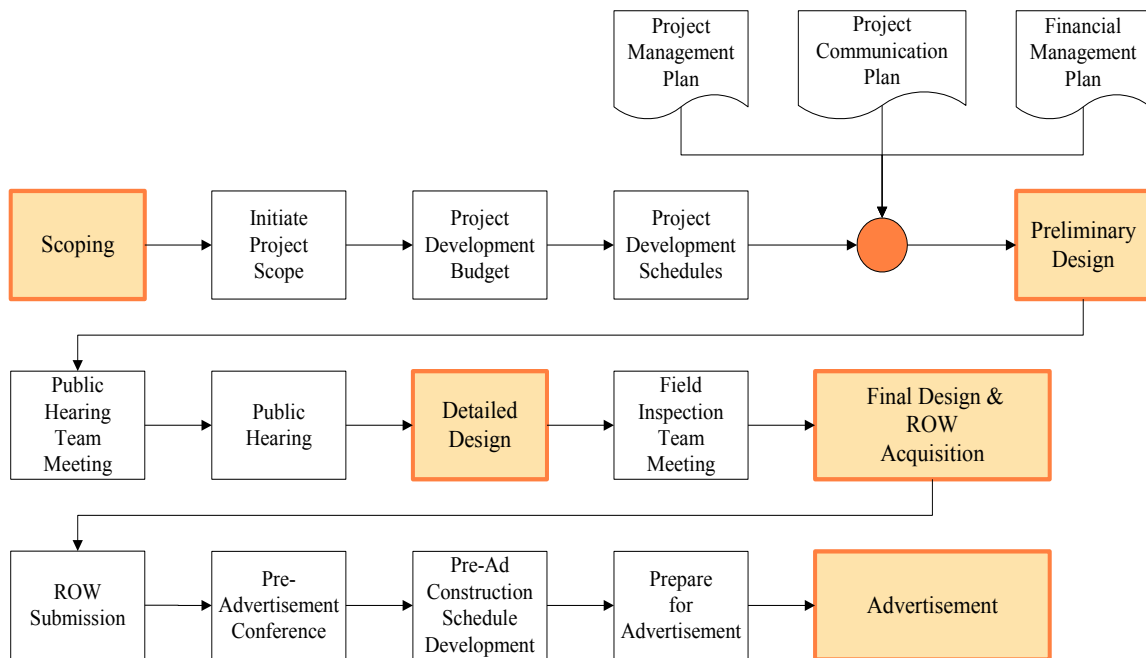 Project
Management
Plan
Project
Communication
Plan
Financial
Management
Plan
Scoping
Initiate
Project
Scope
Project
Development
Budget
Project
Development
Schedules
Preliminary
Design
Public
Hearing
Team
Meeting
Public
Hearing
Detailed
Design
Field
Inspection
Team
Meeting
Final Design &
ROW
Acquisition
ROW
Submission
Pre-
Advertisement
Conference
Pre-Ad
Construction
Schedule
Development
Prepare
for
Advertisement
Advertisement